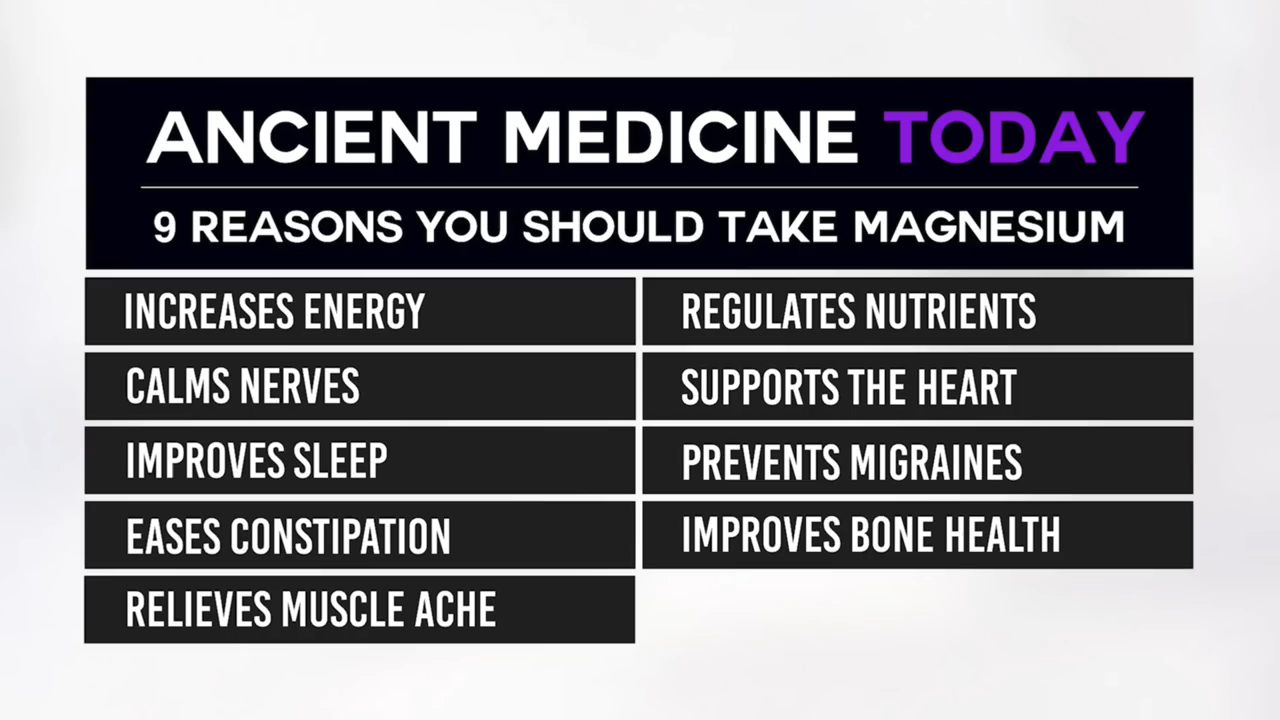 ANCIENT MEDICINE TODAY
9 REASONS YOU SHOULD TAKE MAGNESIUM
INCREASES ENERGY
CALMS NERVES
IMPROVES SLEEP
EASES CONSTIPATION
RELIEVES MUSCLE ACHE
REGULATES NUTRIENTS
SUPPORTS THE HEART
PREVENTS MIGRAINES
IMPROVES BONE HEALTH